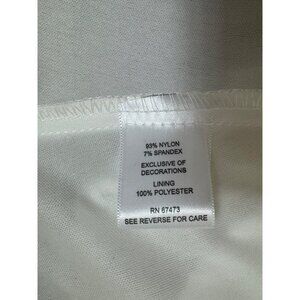 93% NYLON
7% SPANDEX
EXCLUSIVE OF
DECORATIONS
LINING
100% POLYESTER
RN 67473
SEE REVERSE FOR CARE